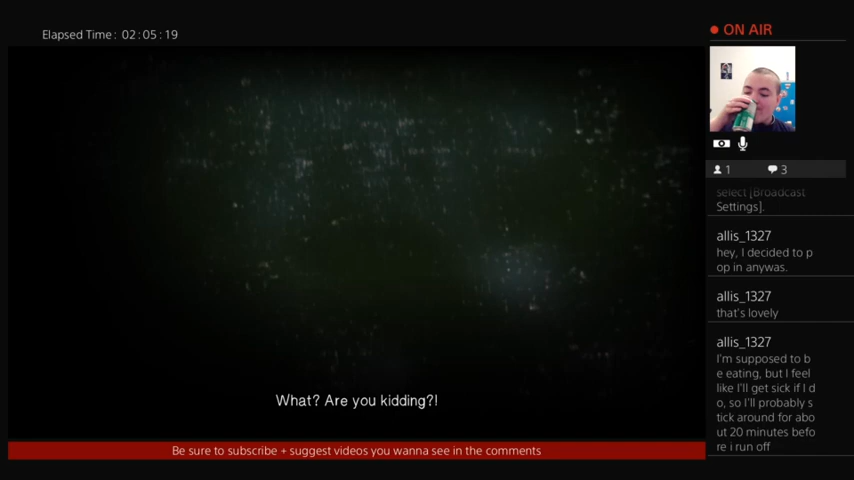 Elapsed Time: 02:05:19
ON AIR
1
3
select [Broadcast
Settings].
allis_1327
hey, I decided to p
op in anywas.
allis_1327
that's lovely
allis_1327
I'm supposed to b
e eating, but I feel
like I'll get sick if I d
o, so I'll probably s
tick around for abo
ut 20 minutes befo
re i run off
What? Are you kidding?!
Be sure to subscribe + suggest videos you wanna see in the comments